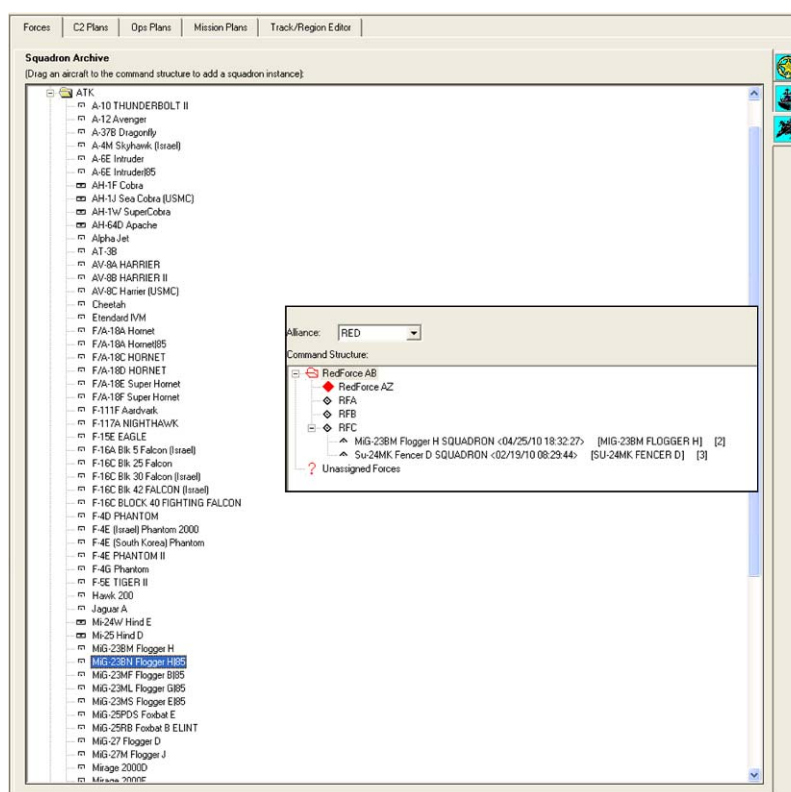 Forces C2 Plans Ops Plans Mission Plans Track/Region Editor
Squadron Archive
(Drag an aircraft to the command structure to add a squadron instance):
ATK
A-10 THUNDERBOLT II
A-12 Avenger
A-37B Dragonfly
A-4M Skyhawk (Israel)
A-6E Intruder
A-6E Intruder|85
AH-1F Cobra
AH-1J Sea Cobra (USMC)
AH-1W SuperCobra
AH-64D Apache
Alpha Jet
AT-3B
AV-8A HARRIER
AV-8B HARRIER II
AV-8C Harrier (USMC)
Cheetah
Etendard IVM
F/A-18A Hornet
F/A-18A Hornet|85
F/A-18C HORNET
F/A-18D HORNET
F/A-18E Super Hornet
F/A-18F Super Hornet
F-111F Aardvark
F-117A NIGHTHAWK
F-15E EAGLE
F-16A Blk 5 Falcon (Israel)
F-16C Blk 25 Falcon
F-16C Blk 30 Falcon (Israel)
F-16C Blk 42 FALCON (Israel)
F-16C BLOCK 40 FIGHTING FALCON
F-4D PHANTOM
F-4E (Israel) Phantom 2000
F-4E (South Korea) Phantom
F-4E PHANTOM II
F-4G Phantom
F-5E TIGER II
Hawk 200
Jaguar A
Mi-24W Hind E
Mi-25 Hind D
MiG-23BM Flogger H
MiG-23BN Flogger H|85
MiG-23MF Flogger B|85
MiG-23ML Flogger G|85
MiG-23MS Flogger E|85
MiG-25PDS Foxbat E
MiG-25RB Foxbat B ELINT
MiG-27 Flogger D
MiG-27M Flogger J
Mirage 2000D
Mirage 2000E
Alliance: RED
Command Structure:
RedForce AB
RedForce AZ
RFA
RFB
RFC
MiG-23BM Flogger H SQUADRON <04/25/10 18:32:27> [MIG-23BM FLOGGER H] [2]
Su-24MK Fencer D SQUADRON <02/19/10 08:29:44> [SU-24MK FENCER D] [3]
? Unassigned Forces